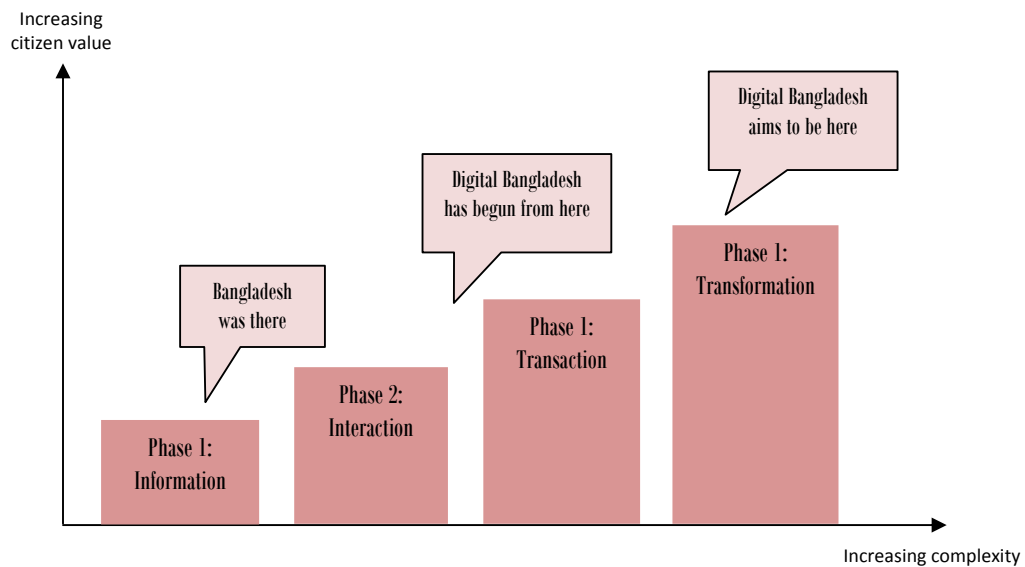 Increasing
citizen value
Digital Bangladesh
aims to be here
Digital Bangladesh
has begun from here
Bangladesh
was there
Phase 1:
Information
Phase 2:
Interaction
Phase 1:
Transaction
Phase 1:
Transformation
Increasing complexity